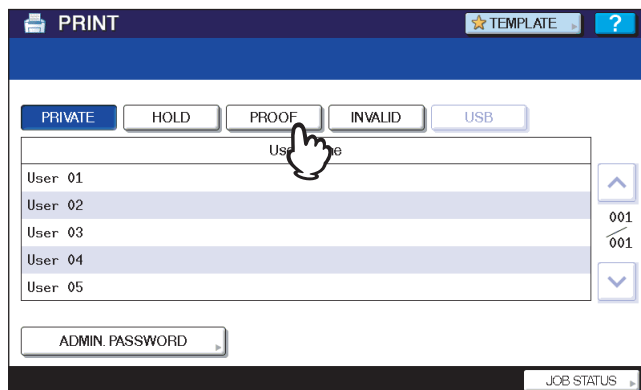 PRINT
TEMPLATE
?
PRIVATE HOLD PROOF INVALID USB
User 01
User 02
User 03
User 04
User 05
001
001
ADMIN. PASSWORD
JOB STATUS